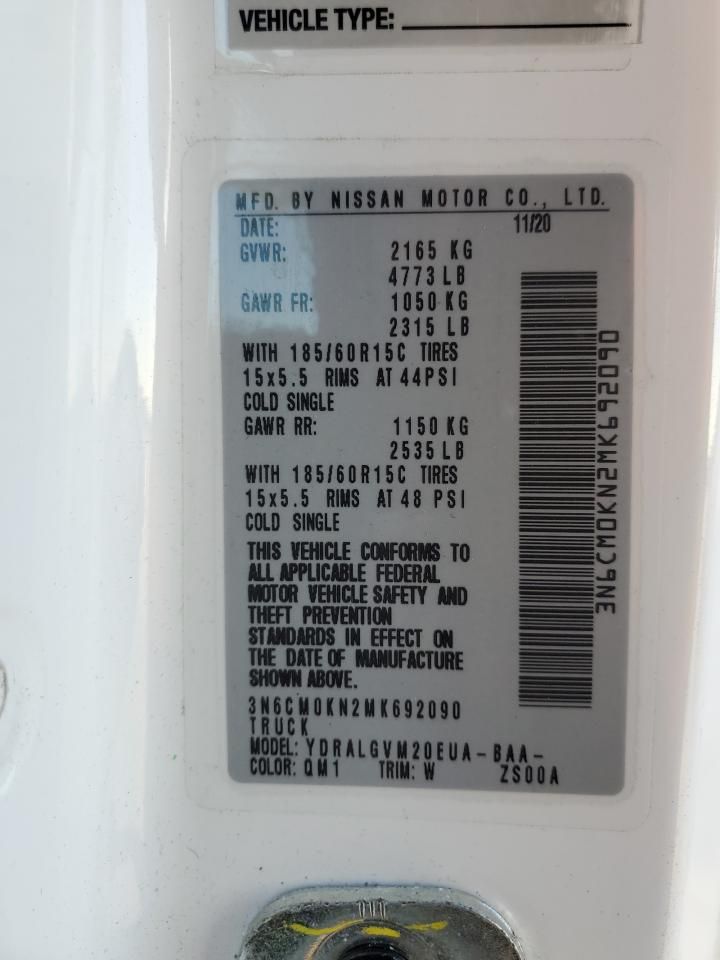 VEHICLE TYPE:
MFD. BY NISSAN MOTOR CO., LTD.
DATE: 11/20
GVWR: 2165 KG
4773 LB
GAWR FR: 1050 KG
2315 LB
WITH 185/60R15C TIRES
15x5.5 RIMS AT 44PSI
COLD SINGLE
GAWR RR: 1150 KG
2535 LB
WITH 185/60R15C TIRES
15x5.5 RIMS AT 48 PSI
COLD SINGLE
THIS VEHICLE CONFORMS TO
ALL APPLICABLE FEDERAL
MOTOR VEHICLE SAFETY AND
THEFT PREVENTION
STANDARDS IN EFFECT ON
THE DATE OF MANUFACTURE
SHOWN ABOVE.
3N6CM0KN2MK692090
TRUCK
MODEL: YDRALGVM20EUA-BAA-
COLOR: QM1 TRIM: W ZS00A
3N6CM0KN2MK692090